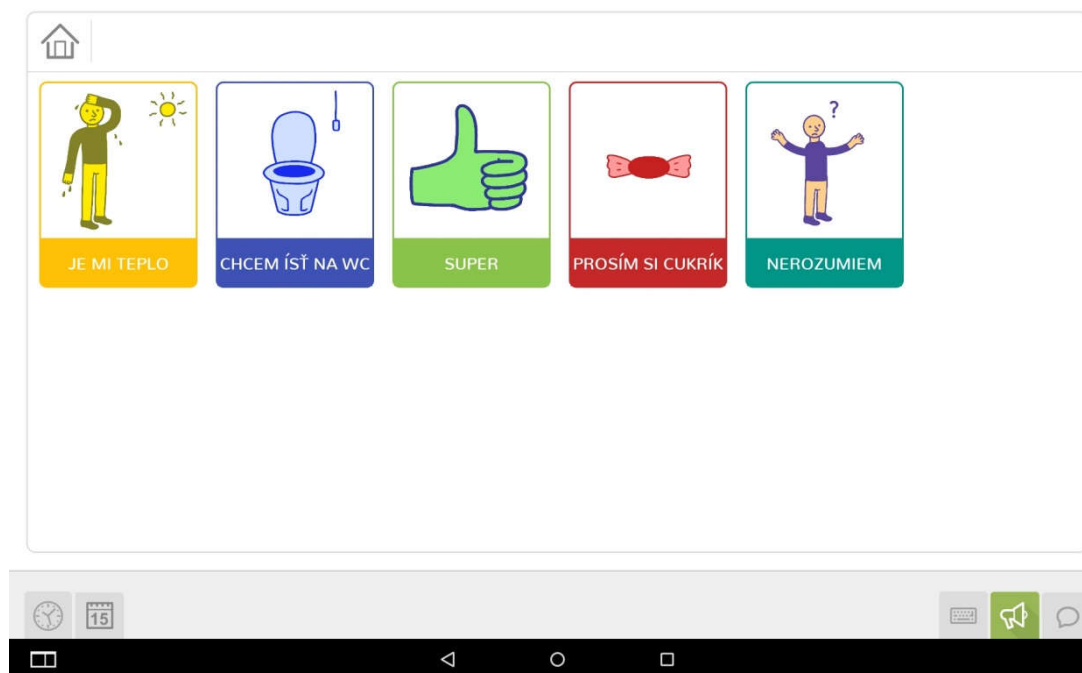 ?
JE MI TEPLO
CHCEM ÍSŤ NA WC
SUPER
PROSÍM SI CUKRÍK
NEROZUMIEM
15